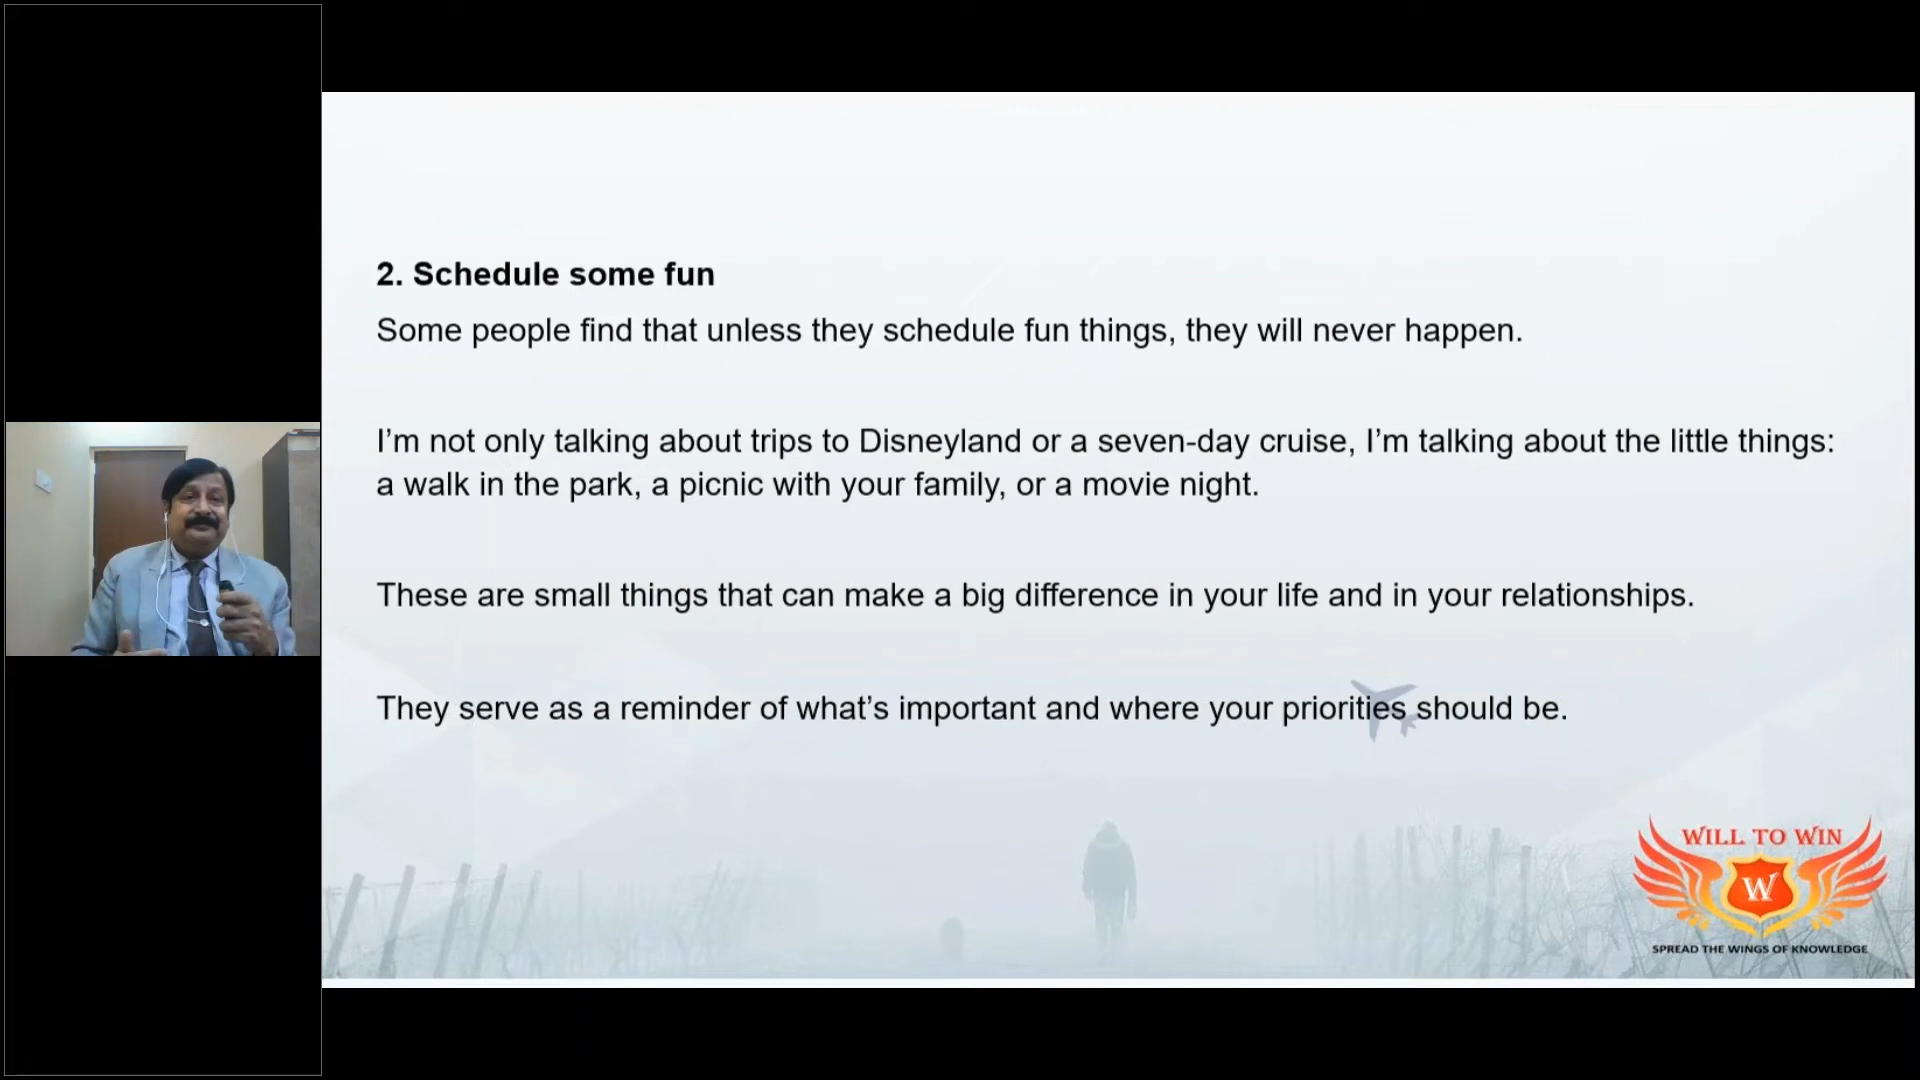 2. Schedule some fun
Some people find that unless they schedule fun things, they will never happen.
I’m not only talking about trips to Disneyland or a seven-day cruise, I’m talking about the little things:
a walk in the park, a picnic with your family, or a movie night.
These are small things that can make a big difference in your life and in your relationships.
They serve as a reminder of what’s important and where your priorities should be.
WILL TO WIN
W
SPREAD THE WINGS OF KNOWLEDGE